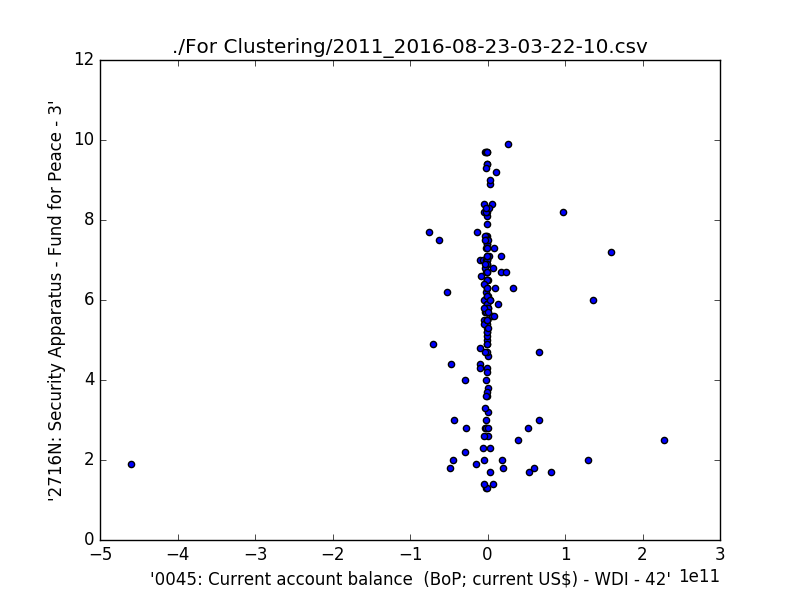 ./For Clustering/2011_2016-08-23-03-22-10.csv
12
10
8
6
4
2
0
'2716N: Security Apparatus - Fund for Peace - 3'
−5 −4 −3 −2 −1 0 1 2 3
1e11
'0045: Current account balance  (BoP; current US$) - WDI - 42'